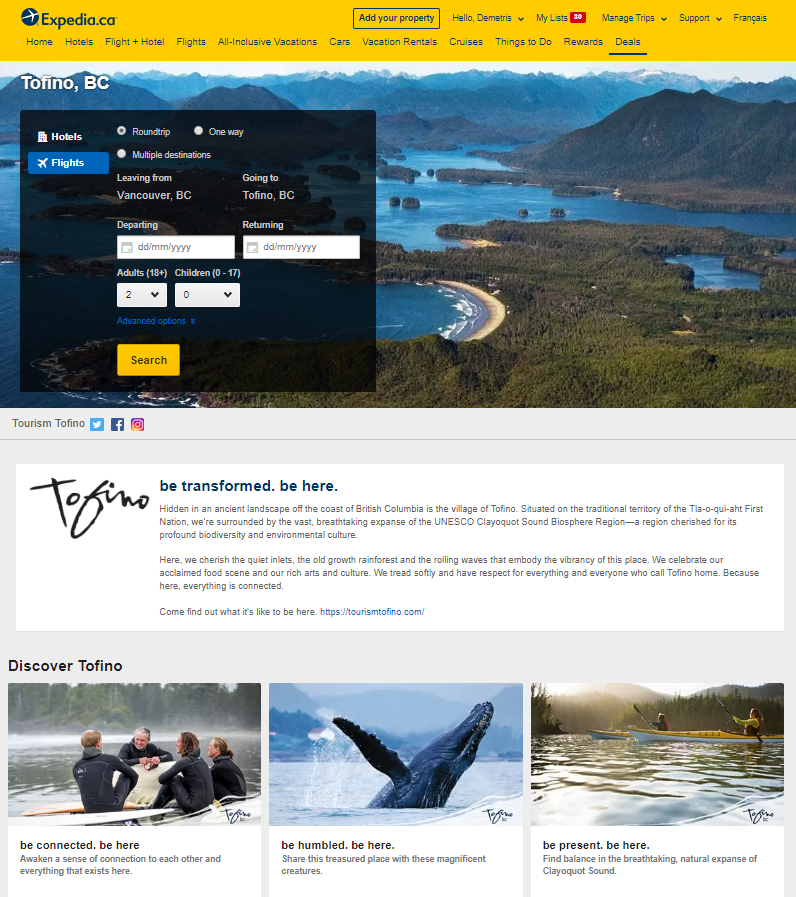 Expedia.ca
Add your property Hello, Demetris My Lists 30 Manage Trips Support Français
Home Hotels Flight + Hotel Flights All-Inclusive Vacations Cars Vacation Rentals Cruises Things to Do Rewards Deals
Tofino, BC
Hotels
Flights
Roundtrip One way
Multiple destinations
Leaving from Going to
Vancouver, BC Tofino, BC
Departing Returning
dd/mm/yyyy dd/mm/yyyy
Adults (18+) Children (0 - 17)
2 0
Advanced options
Search
Tourism Tofino
Tofino
be transformed. be here.
Hidden in an ancient landscape off the coast of British Columbia is the village of Tofino. Situated on the traditional territory of the Tla-o-qui-aht First
Nation, we're surrounded by the vast, breathtaking expanse of the UNESCO Clayoquot Sound Biosphere Region—a region cherished for its
profound biodiversity and environmental culture.
Here, we cherish the quiet inlets, the old growth rainforest and the rolling waves that embody the vibrancy of this place. We celebrate our
acclaimed food scene and our rich arts and culture. We tread softly and have respect for everything and everyone who call Tofino home. Because
here, everything is connected.
Come find out what it's like to be here. https://tourismtofino.com/
Discover Tofino
Tofino BC
Tofino BC
Tofino BC
be connected. be here
Awaken a sense of connection to each other and
everything that exists here.
be humbled. be here.
Share this treasured place with these magnificent
creatures.
be present. be here.
Find balance in the breathtaking, natural expanse of
Clayoquot Sound.